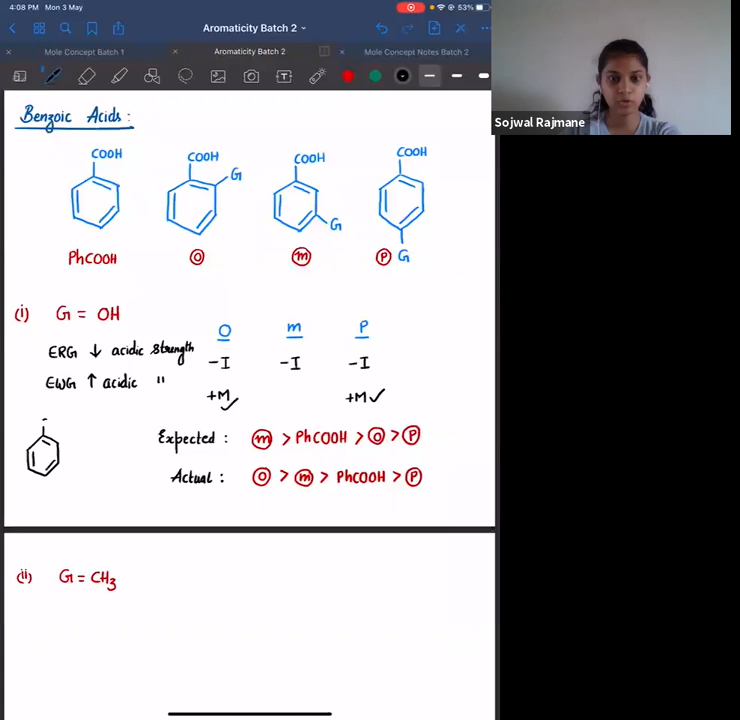 4:08 PM Mon 3 May
53%
Aromaticity Batch 2
Mole Concept Batch 1
Aromaticity Batch 2
Mole Concept Notes Batch 2
Sojwal Rajmane
Benzoic Acids:
COOH COOH G COOH G COOH G
PhCOOH O m P
(i) G = OH
O m P
ERG ↓ acidic strength -I -I -I
EWG ↑ acidic " +M ✓ +M ✓
-
Expected : m > PhCOOH > O > P
Actual : O > m > PhCOOH > P
(ii) G = CH3